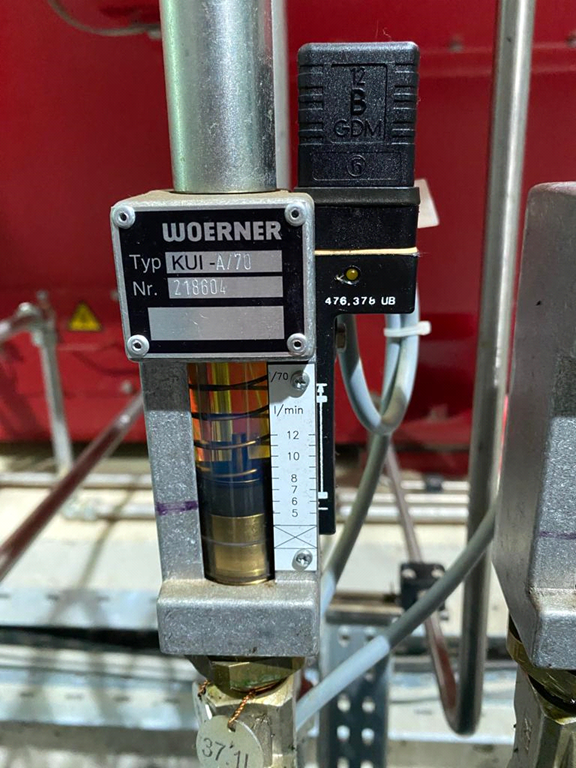 12
B
GDM
G
WOERNER
Typ KUI-A/70
Nr. 218604
476.376 UB
/70
l/min
12
10
8
7
6
5
37.1